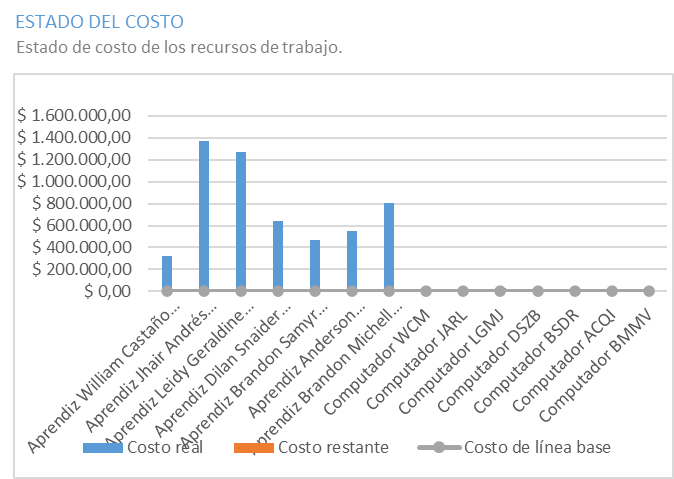 ESTADO DEL COSTO
Estado de costo de los recursos de trabajo.
$ 1.600.000,00
$ 1.400.000,00
$ 1.200.000,00
$ 1.000.000,00
$ 800.000,00
$ 600.000,00
$ 400.000,00
$ 200.000,00
$ 0,00
Aprendiz William Castaño...
Aprendiz Jhair Andrés...
Aprendiz Leidy Geraldine...
Aprendiz Dilan Snaider...
Aprendiz Brandon Samyr...
Aprendiz Anderson...
Aprendiz Brandon Michell...
Computador WCM
Computador JARL
Computador LGMJ
Computador DSZB
Computador BSDR
Computador ACQI
Computador BMMV
Costo real
Costo restante
Costo de línea base